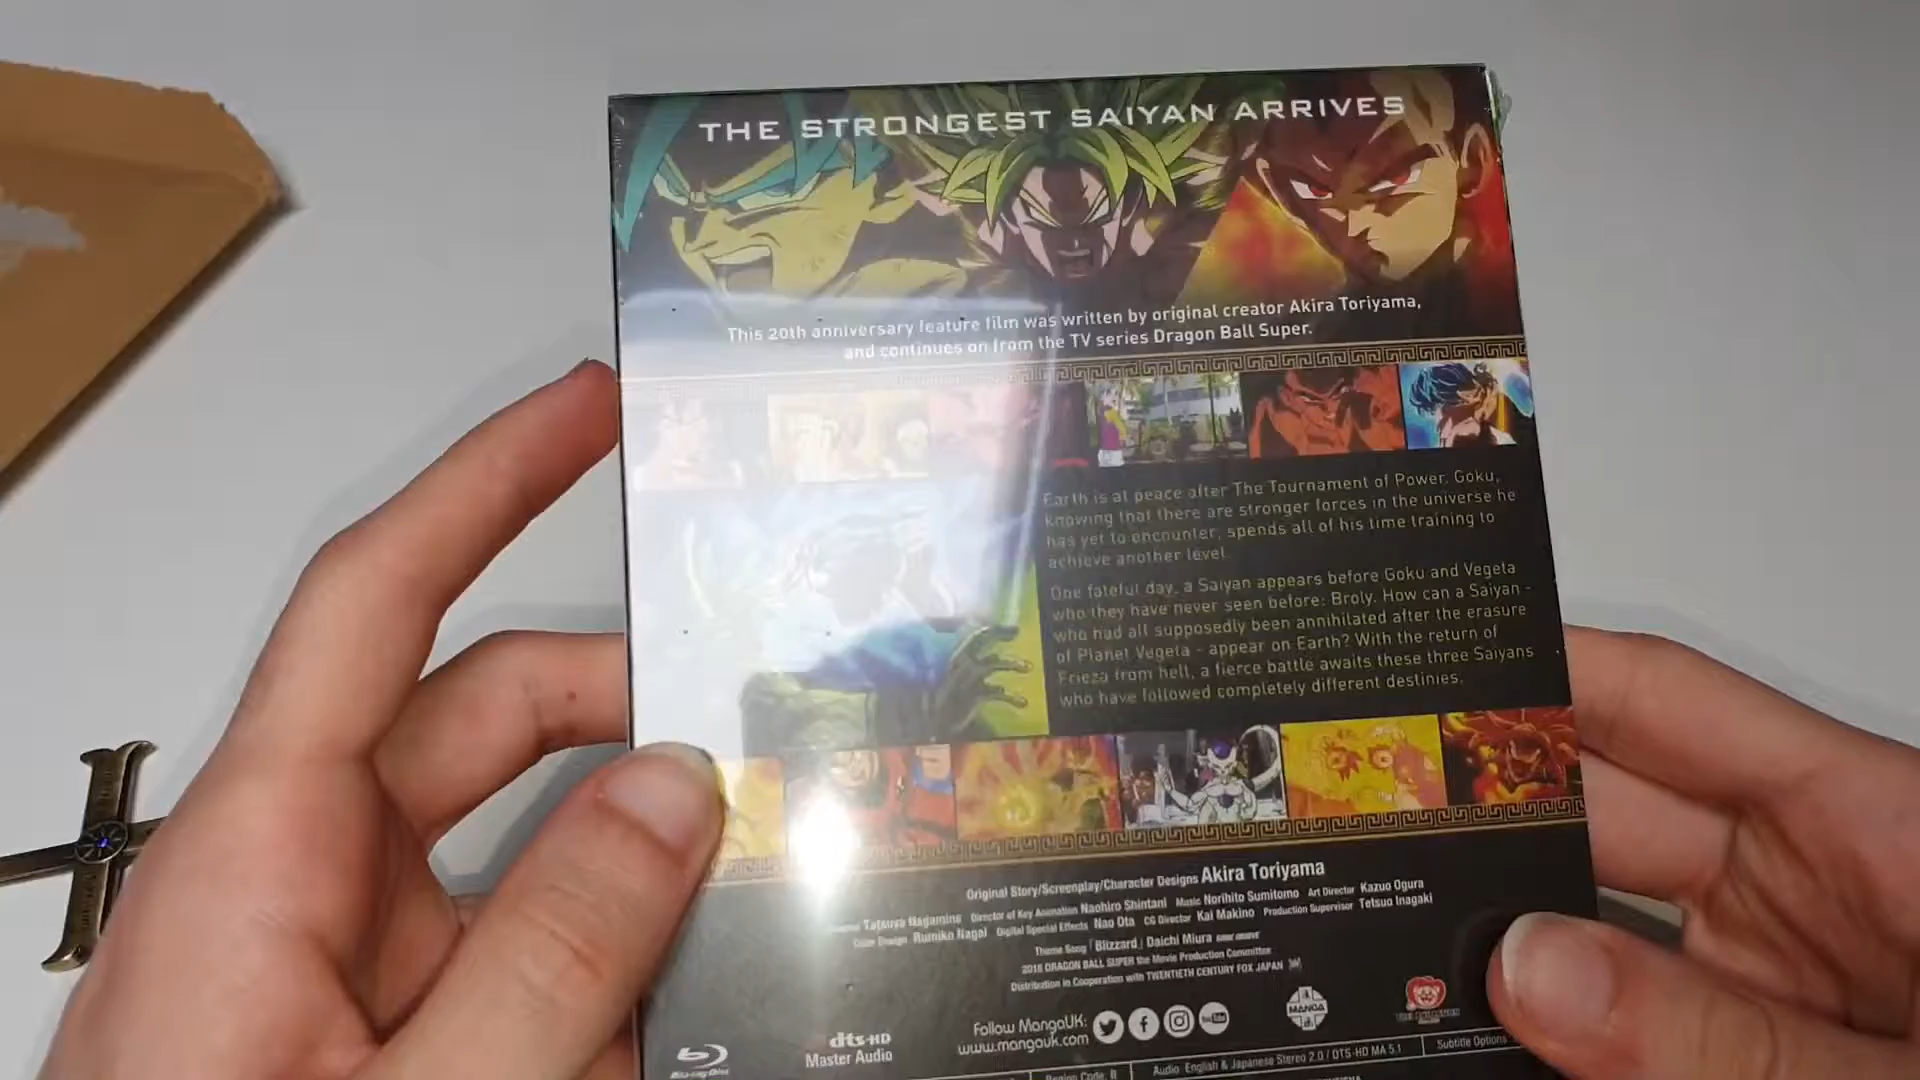 THE STRONGEST SAIYAN ARRIVES
This 20th anniversary feature film was written by original creator Akira Toriyama,
and continues on from the TV series Dragon Ball Super.
Earth is at peace after The Tournament of Power. Goku,
knowing that there are stronger forces in the universe he
has yet to encounter, spends all of his time training to
achieve another level.
One fateful day, a Saiyan appears before Goku and Vegeta
who they have never seen before: Broly. How can a Saiyan -
who had all supposedly been annihilated after the erasure
of Planet Vegeta - appear on Earth? With the return of
Frieza from hell, a fierce battle awaits these three Saiyans
who have followed completely different destinies.
Original Story/Screenplay/Character Designs Akira Toriyama
Tatsuya Nagamine Director of Key Animation Naohiro Shintani Music Norihito Sumitomo Art Director Kazuo Ogura
Color Design Rumiko Nagai Digital Special Effects Nao Ota CG Director Kai Makino Production Supervisor Tetsuo Inagaki
Theme Song「Blizzard」Daichi Miura
2018 DRAGON BALL SUPER the Movie Production Committee
Distribution in Cooperation with TWENTIETH CENTURY FOX JAPAN
Blu-ray Disc
dts-HD
Master Audio
Follow MangaUK:
www.mangauk.com
You Tube
MANGA
Region Code: B
Audio English & Japanese Stereo 2.0 / DTS-HD MA 5.1
Subtitle Options